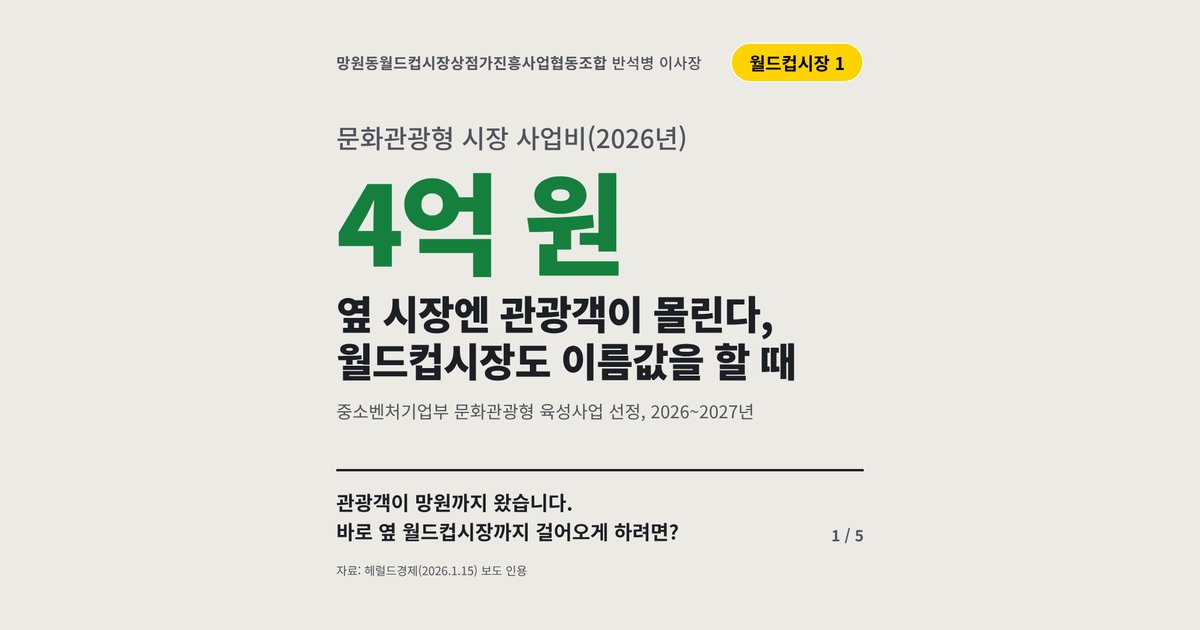 망원동월드컵시장상점가진흥사업협동조합 반석병 이사장
월드컵시장 1
문화관광형 시장 사업비(2026년)
4억 원
옆 시장엔 관광객이 몰린다,
월드컵시장도 이름값을 할 때
중소벤처기업부 문화관광형 육성사업 선정, 2026~2027년
관광객이 망원까지 왔습니다.
바로 옆 월드컵시장까지 걸어오게 하려면?
1 / 5
자료: 헤럴드경제(2026.1.15) 보도 인용